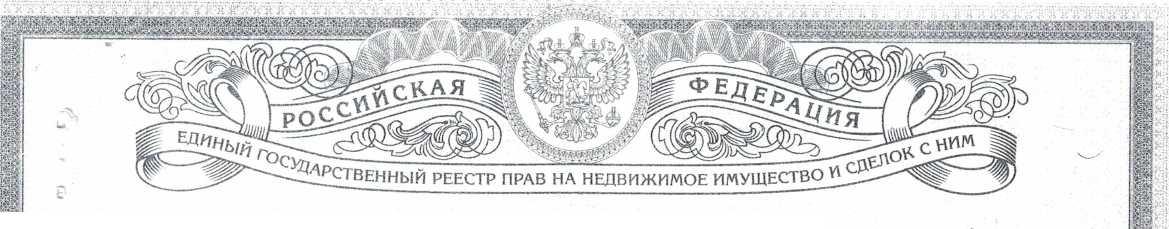 РОССИЙСКАЯ ФЕДЕРАЦИЯ
ЕДИНЫЙ ГОСУДАРСТВЕННЫЙ РЕЕСТР ПРАВ НА НЕДВИЖИМОЕ ИМУЩЕСТВО И СДЕЛОК С НИМ